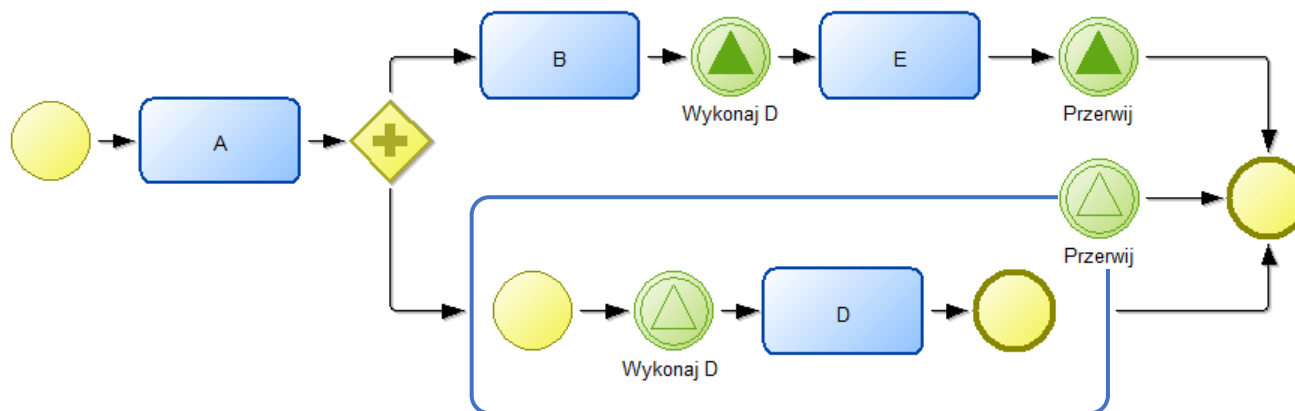 B
Wykonaj D
E
Przerwij
A
Przerwij
Wykonaj D
D